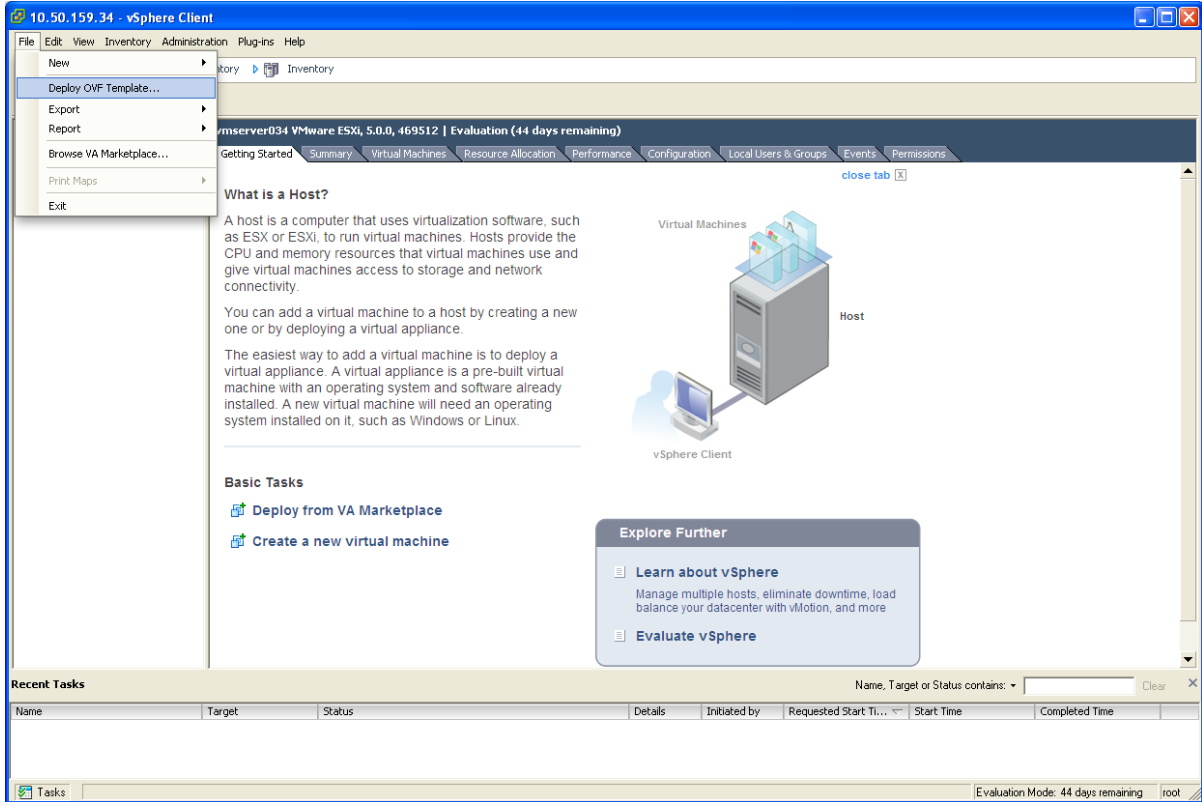 10.50.159.34 - vSphere Client
File Edit View Inventory Administration Plug-ins Help
New
Deploy OVF Template...
Export
Report
Browse VA Marketplace...
Print Maps
Exit
Inventory
vmserver034 VMware ESXi, 5.0.0, 469512 | Evaluation (44 days remaining)
Getting Started Summary Virtual Machines Resource Allocation Performance Configuration Local Users & Groups Events Permissions
close tab X
What is a Host?
A host is a computer that uses virtualization software, such
as ESX or ESXi, to run virtual machines. Hosts provide the
CPU and memory resources that virtual machines use and
give virtual machines access to storage and network
connectivity.
You can add a virtual machine to a host by creating a new
one or by deploying a virtual appliance.
The easiest way to add a virtual machine is to deploy a
virtual appliance. A virtual appliance is a pre-built virtual
machine with an operating system and software already
installed. A new virtual machine will need an operating
system installed on it, such as Windows or Linux.
Virtual Machines
Host
vSphere Client
Basic Tasks
Deploy from VA Marketplace
Create a new virtual machine
Explore Further
Learn about vSphere
Manage multiple hosts, eliminate downtime, load
balance your datacenter with vMotion, and more
Evaluate vSphere
Recent Tasks
Name, Target or Status contains:
Clear
Name Target Status Details Initiated by Requested Start Ti... Start Time Completed Time
Tasks
Evaluation Mode: 44 days remaining
root